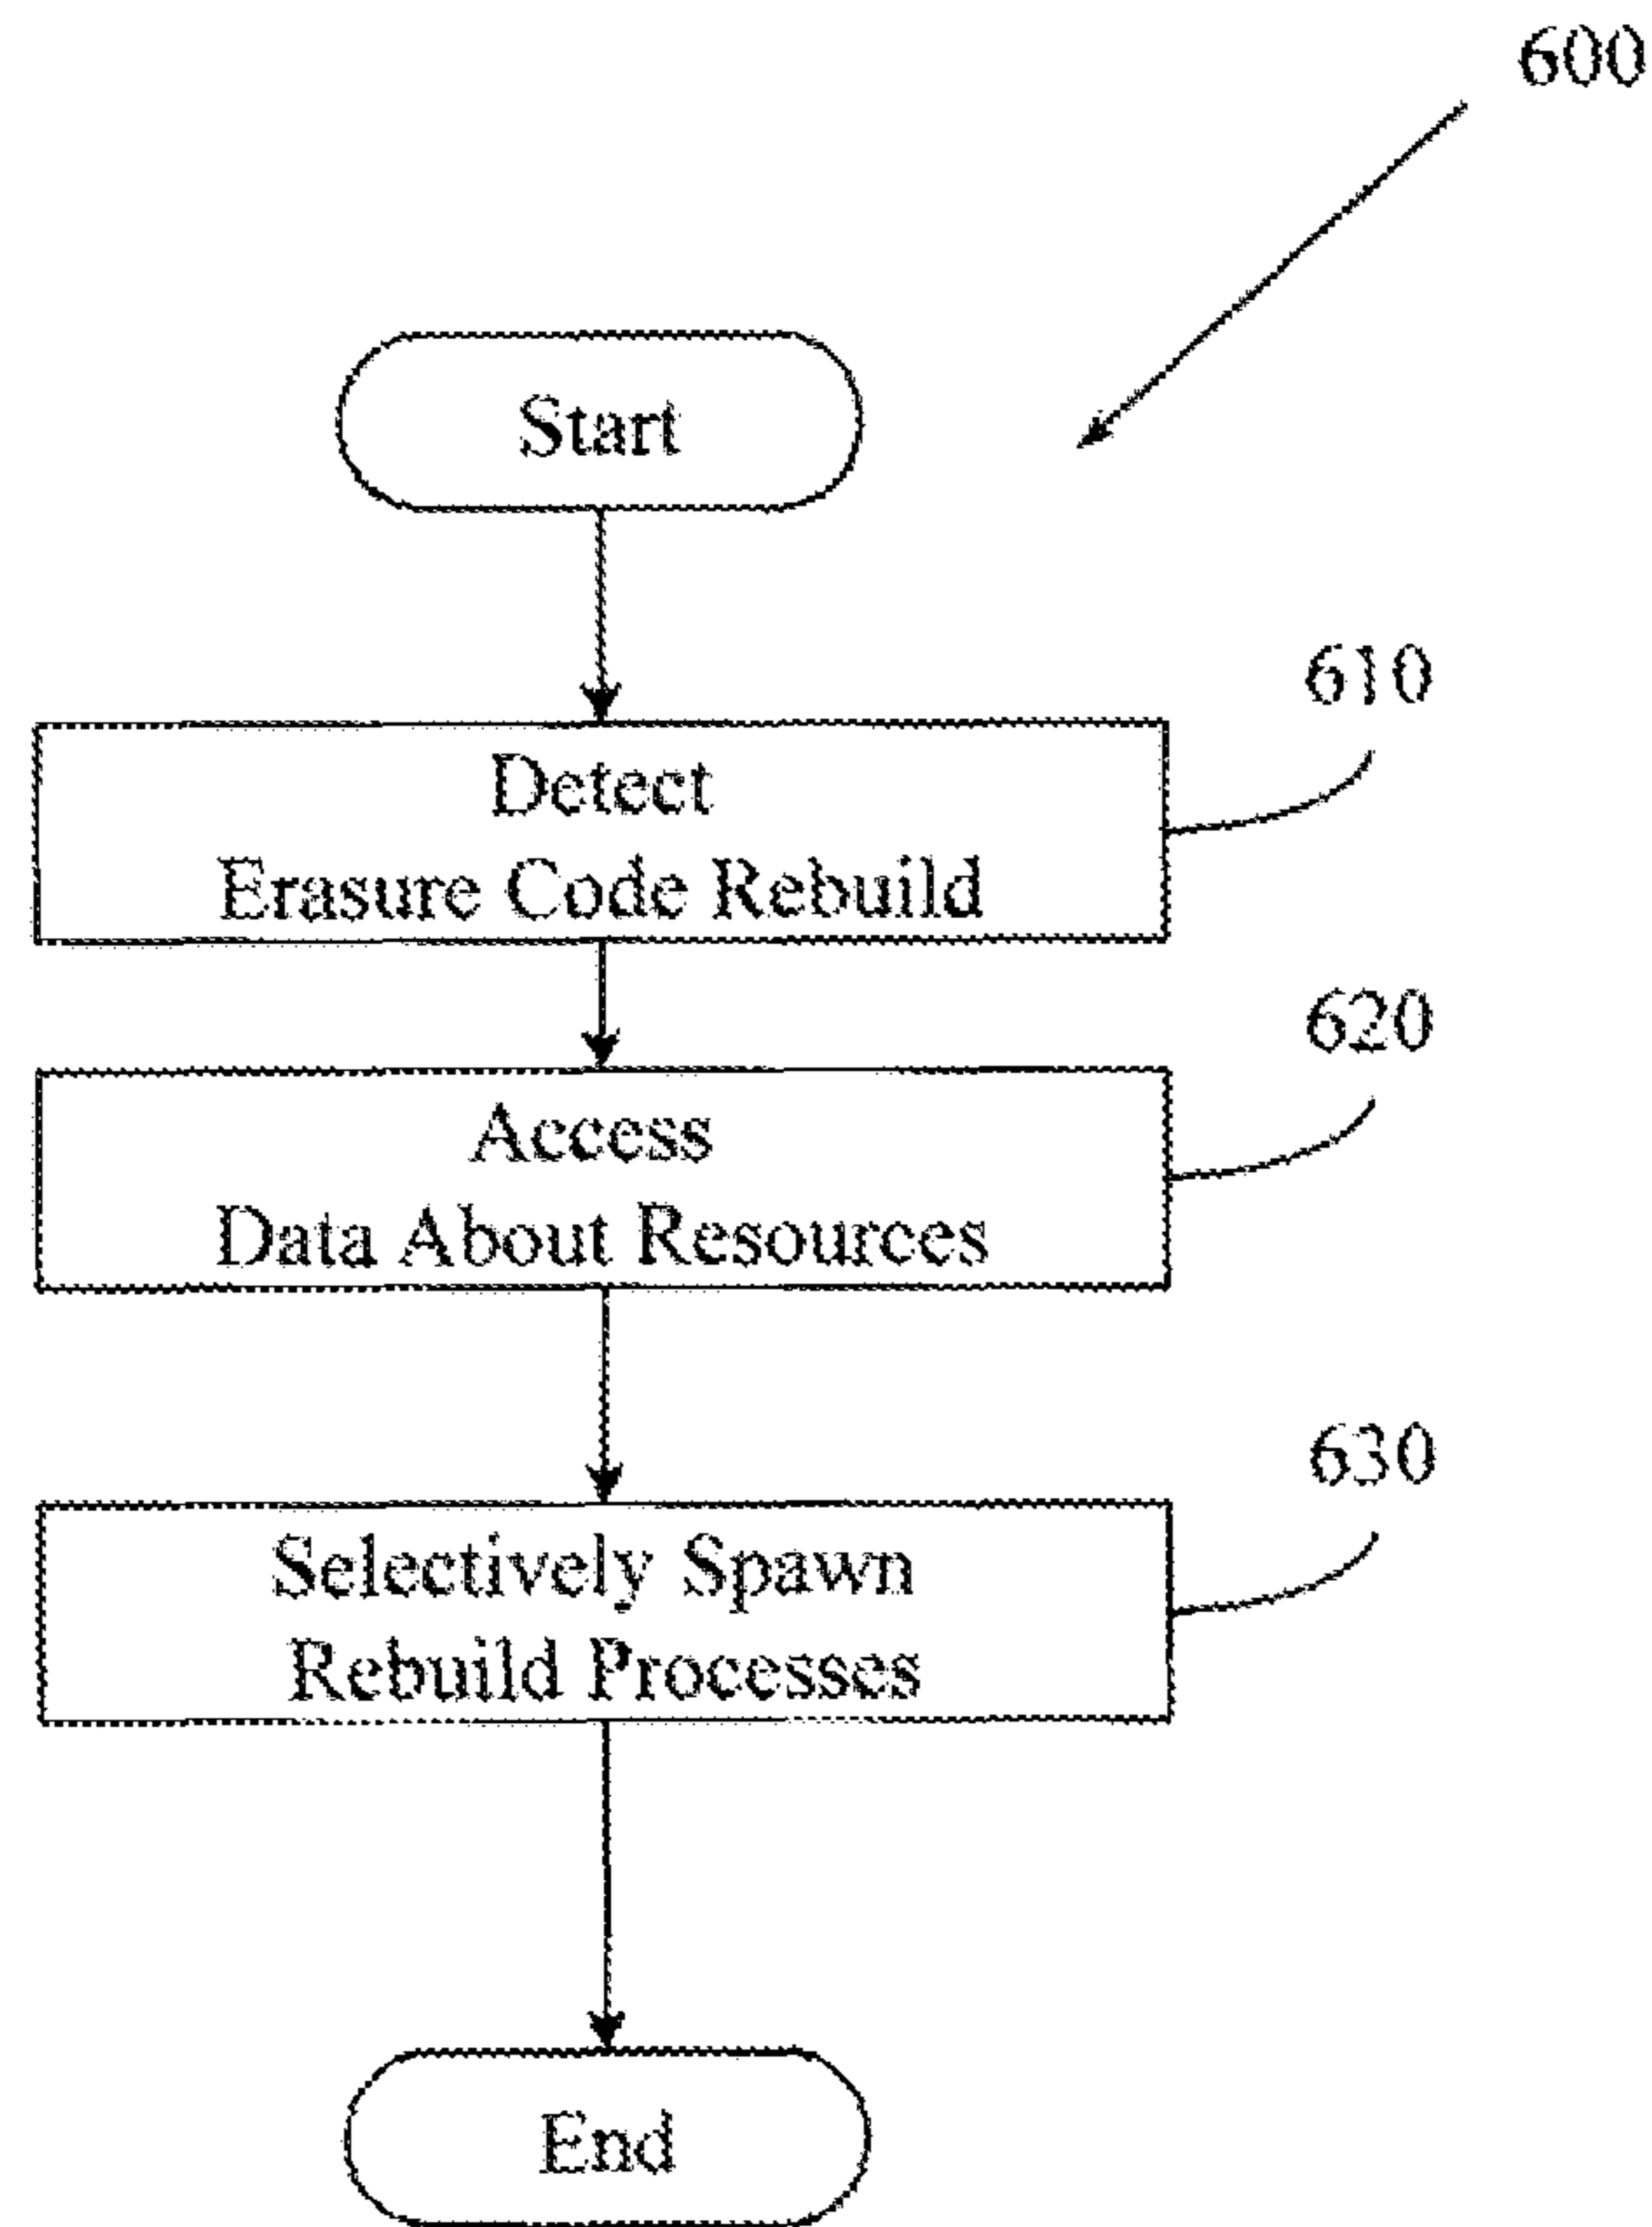 600
Start
610
Detect
Erasure Code Rebuild
620
Access
Data About Resources
630
Selectively Spawn
Rebuild Processes
End